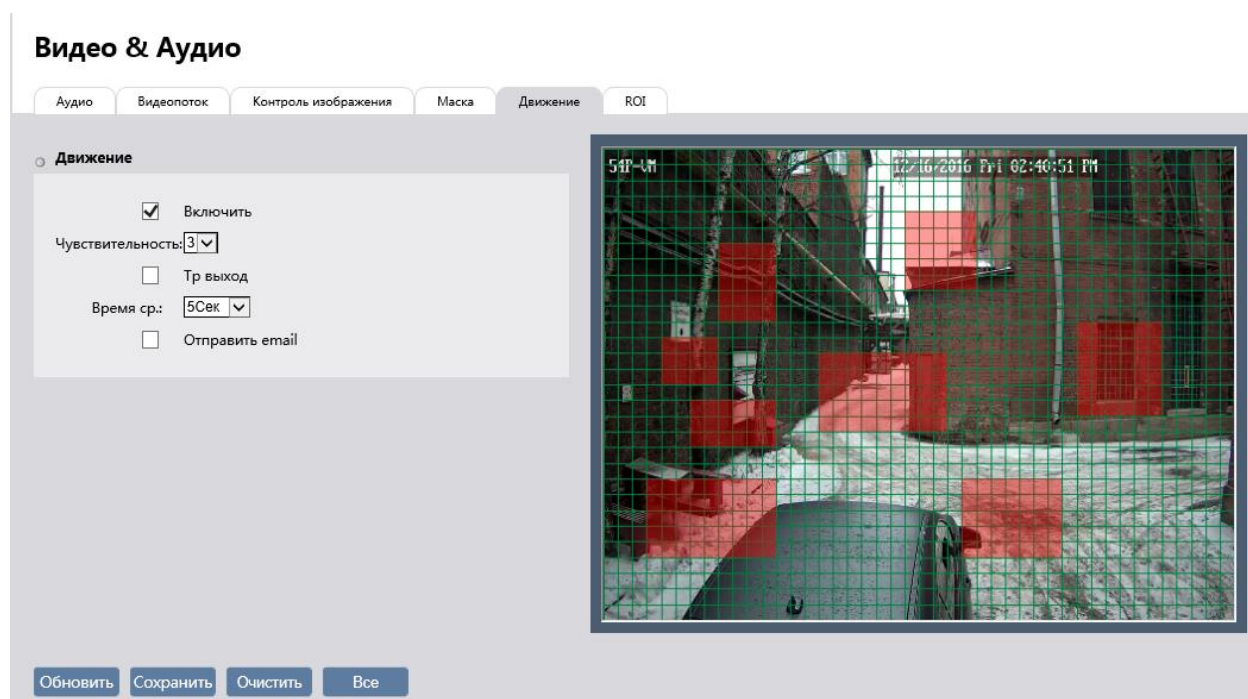 Видео & Аудио
Аудио Видеопоток Контроль изображения Маска Движение ROI
Движение
Включить
Чувствительность: 3
Тр выход
Время ср.: 5Сек
Отправить email
54P-VM 12/16/2016 Fri 02:40:51 PM
Обновить Сохранить Очистить Все